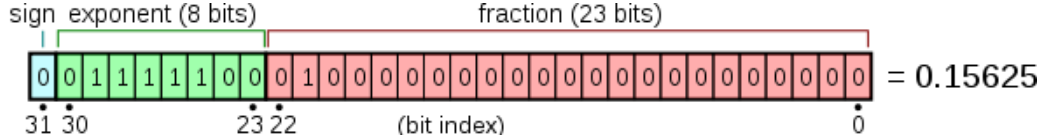 sign exponent (8 bits) fraction (23 bits)
0 0 1 1 1 1 1 0 0 0 1 0 0 0 0 0 0 0 0 0 0 0 0 0 0 0 0 0 0 0 0 0 = 0.15625
31 30 23 22 (bit index) 0